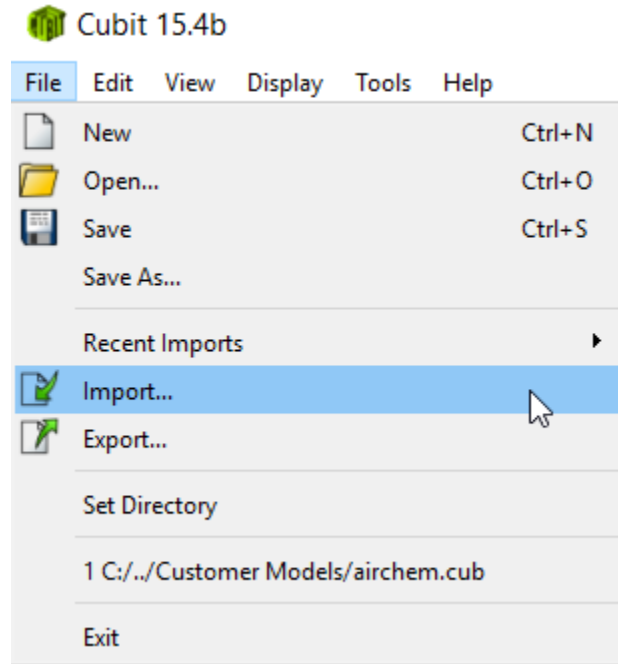 Cubit 15.4b
File Edit View Display Tools Help
New Ctrl+N
Open... Ctrl+O
Save Ctrl+S
Save As...
Recent Imports
Import...
Export...
Set Directory
1 C:/../Customer Models/airchem.cub
Exit